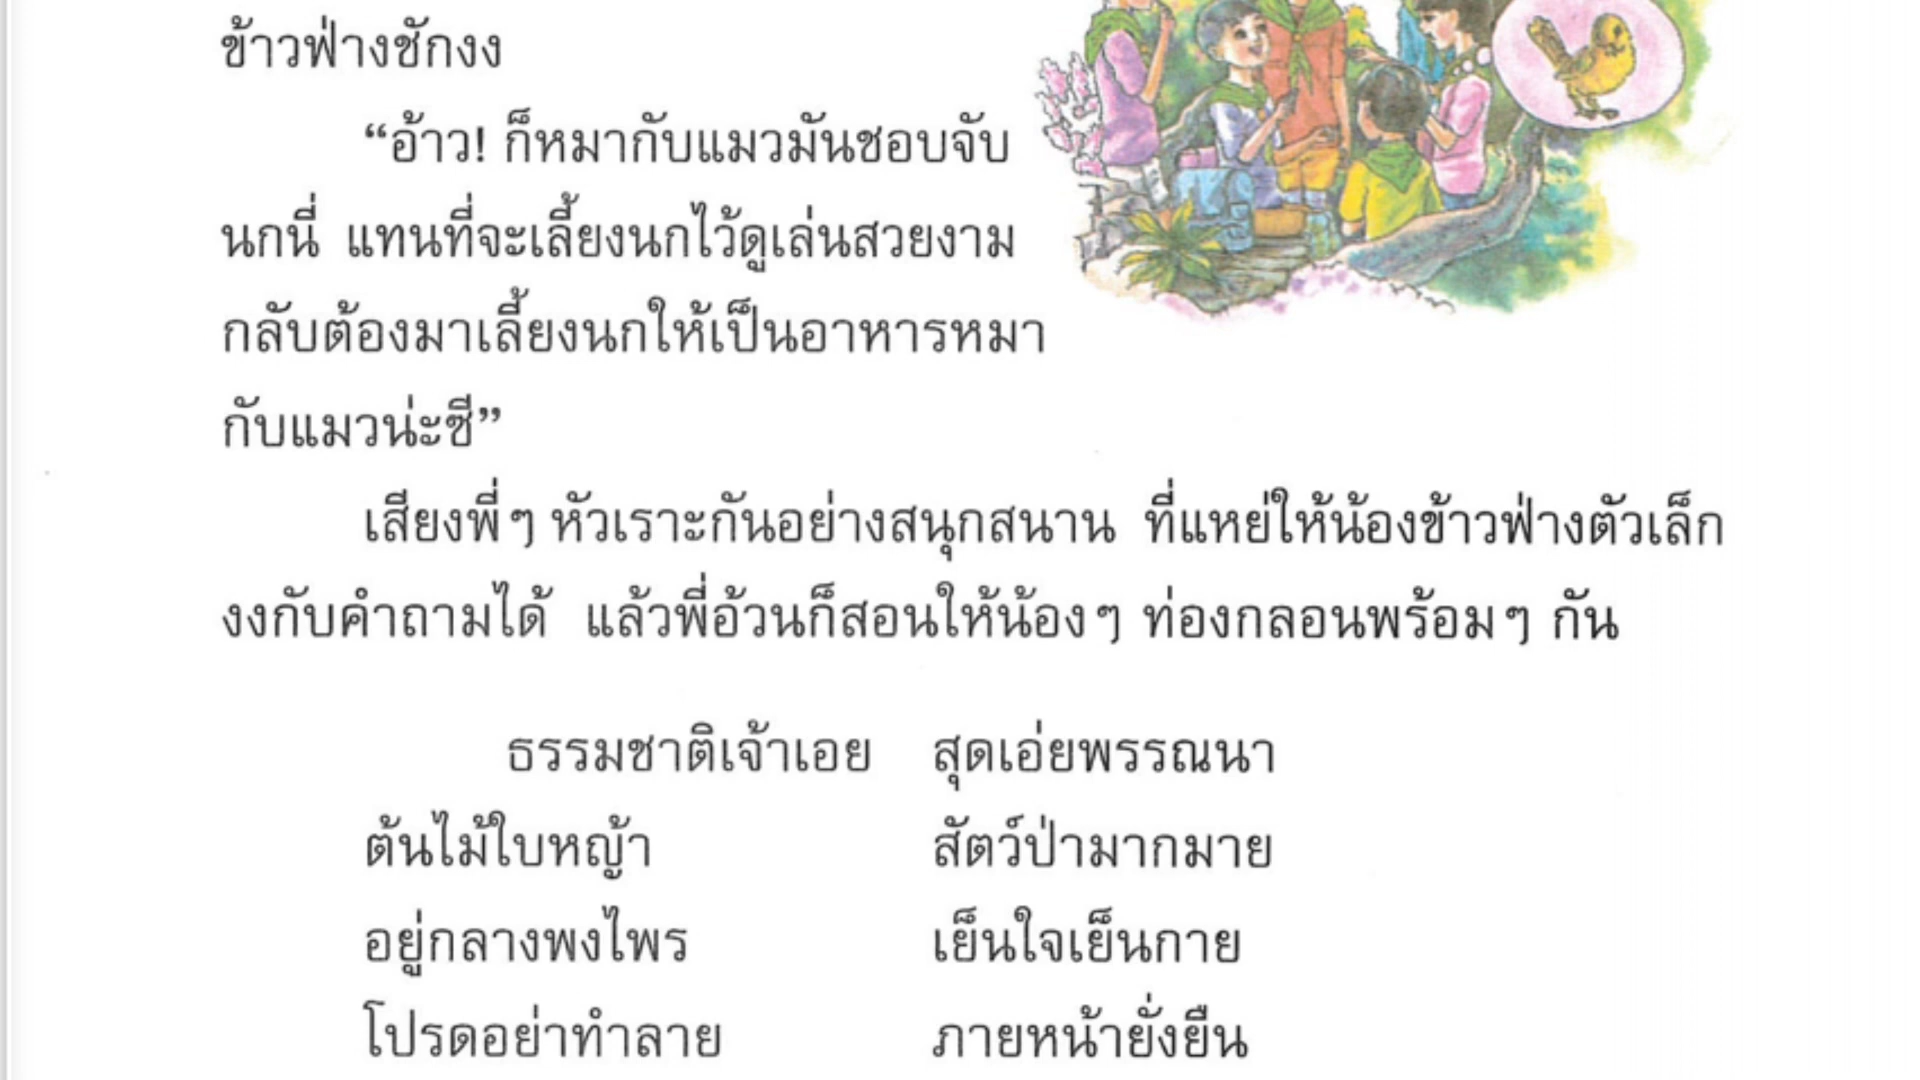 ข้าวฟ่างชักงง
“อ้าว! ก็หมากับแมวมันชอบจับ
นกนี่ แทนที่จะเลี้ยงนกไว้ดูเล่นสวยงาม
กลับต้องมาเลี้ยงนกให้เป็นอาหารหมา
กับแมวน่ะซี”
เสียงพี่ๆ หัวเราะกันอย่างสนุกสนาน ที่แหย่ให้น้องข้าวฟ่างตัวเล็ก
งงกับคำถามได้ แล้วพี่อ้วนก็สอนให้น้องๆ ท่องกลอนพร้อมๆ กัน
ธรรมชาติเจ้าเอย สุดเอ่ยพรรณนา
ต้นไม้ใบหญ้า สัตว์ป่ามากมาย
อยู่กลางพงไพร เย็นใจเย็นกาย
โปรดอย่าทำลาย ภายหน้ายั่งยืน